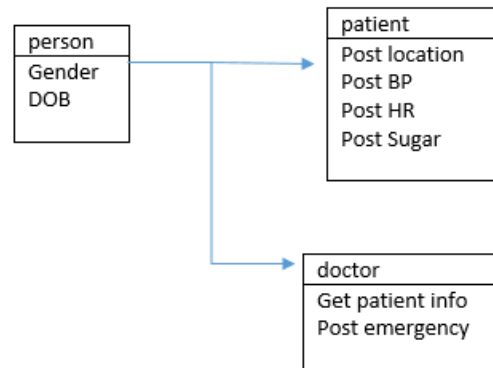 person
Gender
DOB
patient
Post location
Post BP
Post HR
Post Sugar
doctor
Get patient info
Post emergency